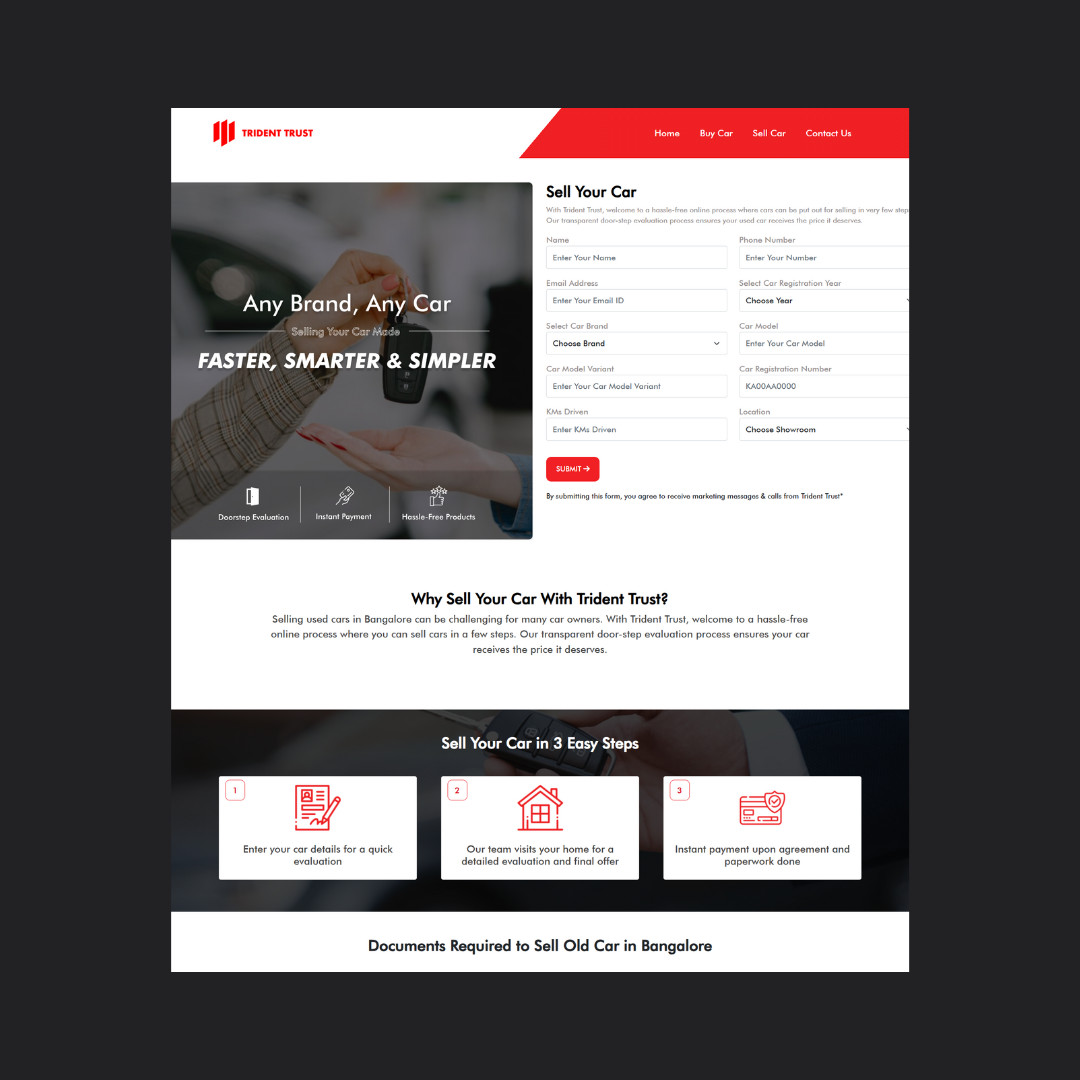 TRIDENT TRUST
Home
Buy Car
Sell Car
Contact Us
Any Brand, Any Car
Selling Your Car Made
FASTER, SMARTER & SIMPLER
Doorstep Evaluation
Instant Payment
Hassle-Free Products
Sell Your Car
With Trident Trust, welcome to a hassle-free online process where cars can be put out for selling in very few step
Our transparent door-step evaluation process ensures your used car receives the price it deserves.
Name
Phone Number
Enter Your Name
Enter Your Number
Email Address
Select Car Registration Year
Enter Your Email ID
Choose Year
Select Car Brand
Car Model
Choose Brand
Enter Your Car Model
Car Model Variant
Car Registration Number
Enter Your Car Model Variant
KA00AA0000
KMs Driven
Location
Enter KMs Driven
Choose Showroom
SUBMIT →
By submitting this form, you agree to receive marketing messages & calls from Trident Trust*
Why Sell Your Car With Trident Trust?
Selling used cars in Bangalore can be challenging for many car owners. With Trident Trust, welcome to a hassle-free
online process where you can sell cars in a few steps. Our transparent door-step evaluation process ensures your car
receives the price it deserves.
Sell Your Car in 3 Easy Steps
1
Enter your car details for a quick
evaluation
2
Our team visits your home for a
detailed evaluation and final offer
3
Instant payment upon agreement and
paperwork done
Documents Required to Sell Old Car in Bangalore